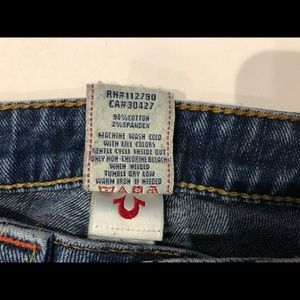 RN#112790
CA#30427
98%COTTON
2%SPANDEX
MACHINE WASH COLD
WITH LIKE COLORS
GENTLE CYCLE INSIDE OUT
ONLY NON-CHLORINE BLEACH
WHEN NEEDED
TUMBLE DRY LOW
WARM IRON IF NEEDED